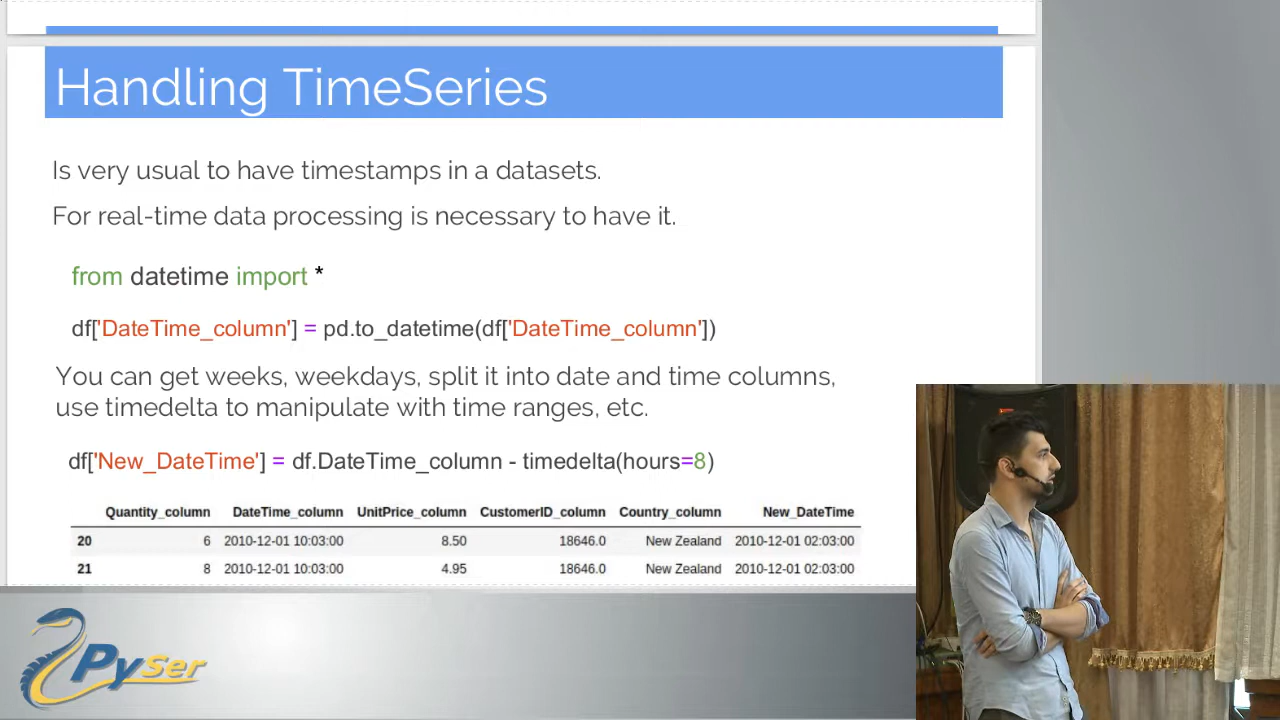 Handling TimeSeries
Is very usual to have timestamps in a datasets.
For real-time data processing is necessary to have it.
from datetime import *
df['DateTime_column'] = pd.to_datetime(df['DateTime_column'])
You can get weeks, weekdays, split it into date and time columns,
use timedelta to manipulate with time ranges, etc.
df['New_DateTime'] = df.DateTime_column - timedelta(hours=8)
Quantity_column DateTime_column UnitPrice_column CustomerID_column Country_column New_DateTime
20 6 2010-12-01 10:03:00 8.50 18646.0 New Zealand 2010-12-01 02:03:00
21 8 2010-12-01 10:03:00 4.95 18646.0 New Zealand 2010-12-01 02:03:00
PySer